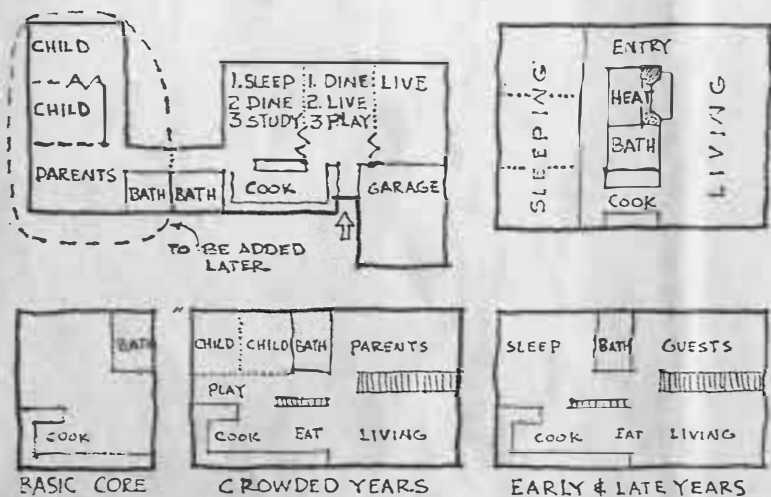 CHILD
CHILD
PARENTS
BATH
BATH
TO BE ADDED
LATER
1. SLEEP
2 DINE
3 STUDY
1. DINE
2. LIVE
3 PLAY
LIVE
COOK
GARAGE
SLEEPING
ENTRY
HEAT
BATH
COOK
LIVING
BATH
COOK
BASIC CORE
CHILD
CHILD
BATH
PARENTS
PLAY
COOK
EAT
LIVING
CROWDED YEARS
SLEEP
BATH
GUESTS
COOK
EAT
LIVING
EARLY & LATE YEARS